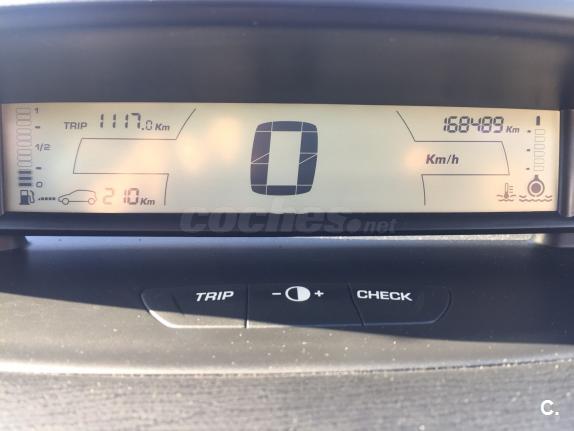 1
TRIP 1117.0 Km
168489 Km
1/2
0
Km/h
0
210 Km
coches.net
TRIP
- +
CHECK
C.